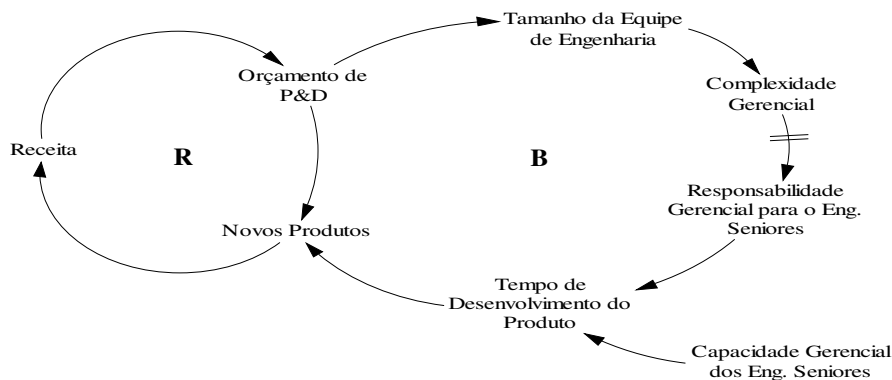 Tamanho da Equipe
de Engenharia
Orçamento de
P&D
Complexidade
Gerencial
Receita
R
B
Responsabilidade
Gerencial para o Eng.
Seniores
Novos Produtos
Tempo de
Desenvolvimento do
Produto
Capacidade Gerencial
dos Eng. Seniores